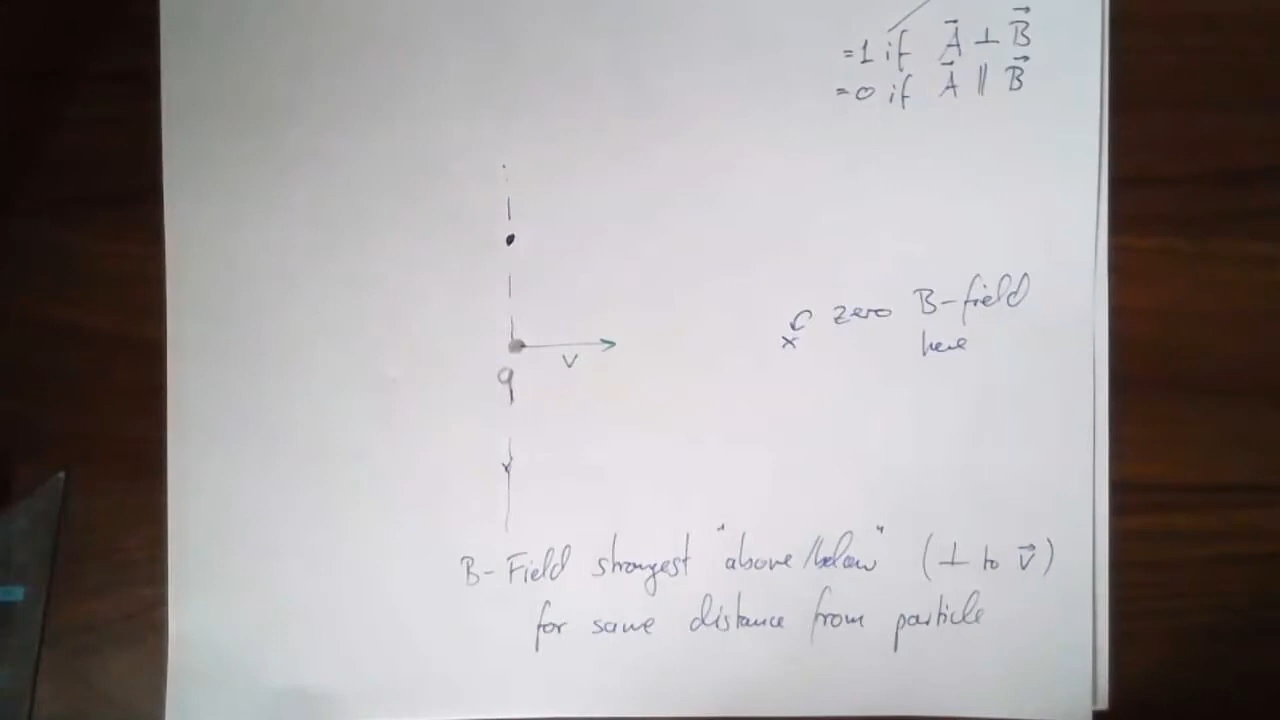 =1 if A⃗ ⊥ B⃗
=0 if A⃗ ∥ B⃗
zero B-field
x here
v
q
B-Field strongest "above/below" (⊥ to v⃗)
for same distance from particle